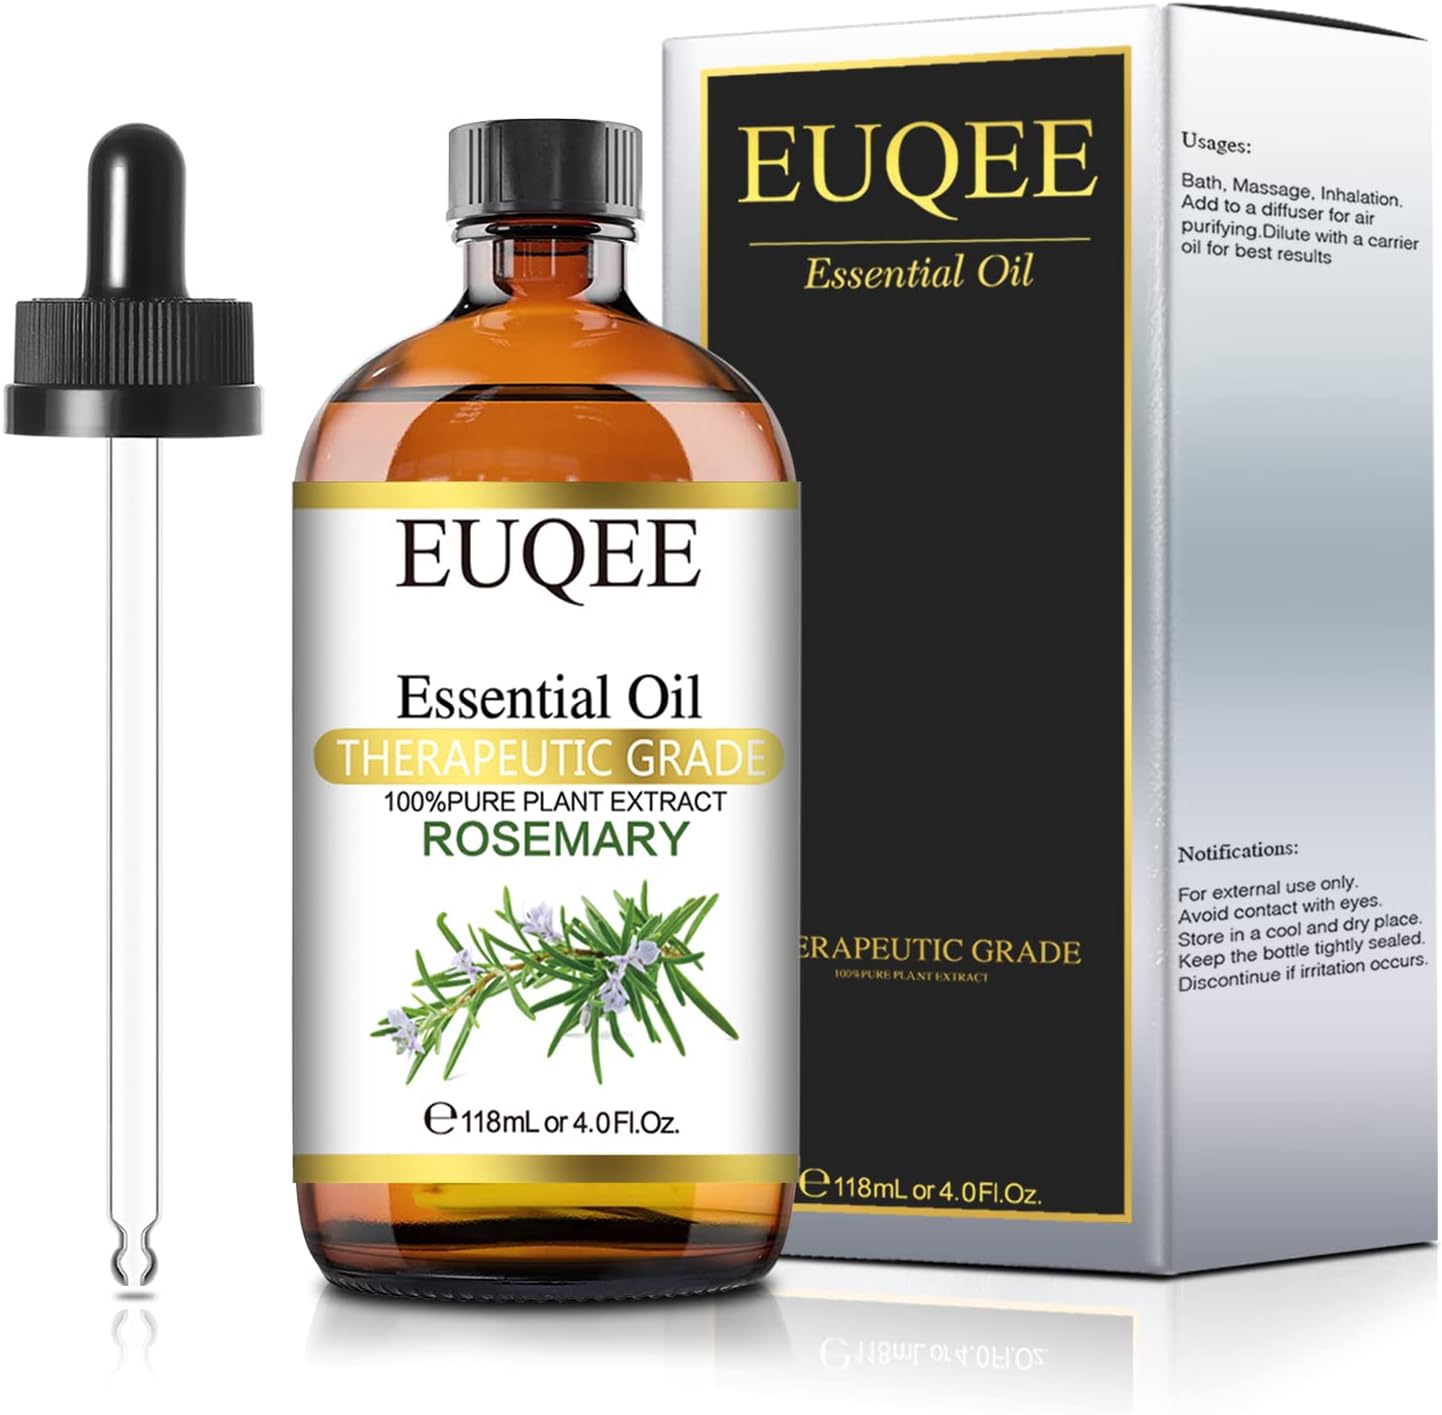 EUQEE
Essential Oil
THERAPEUTIC GRADE
100%PURE PLANT EXTRACT
ROSEMARY
℮118mL or 4.0Fl.Oz.
EUQEE
Essential Oil
ERAPEUTIC GRADE
100%PURE PLANT EXTRACT
℮118mL or 4.0Fl.Oz.
Usages:
Bath, Massage, Inhalation.
Add to a diffuser for air
purifying.Dilute with a carrier
oil for best results
Notifications:
For external use only.
Avoid contact with eyes.
Store in a cool and dry place.
Keep the bottle tightly sealed.
Discontinue if irritation occurs.